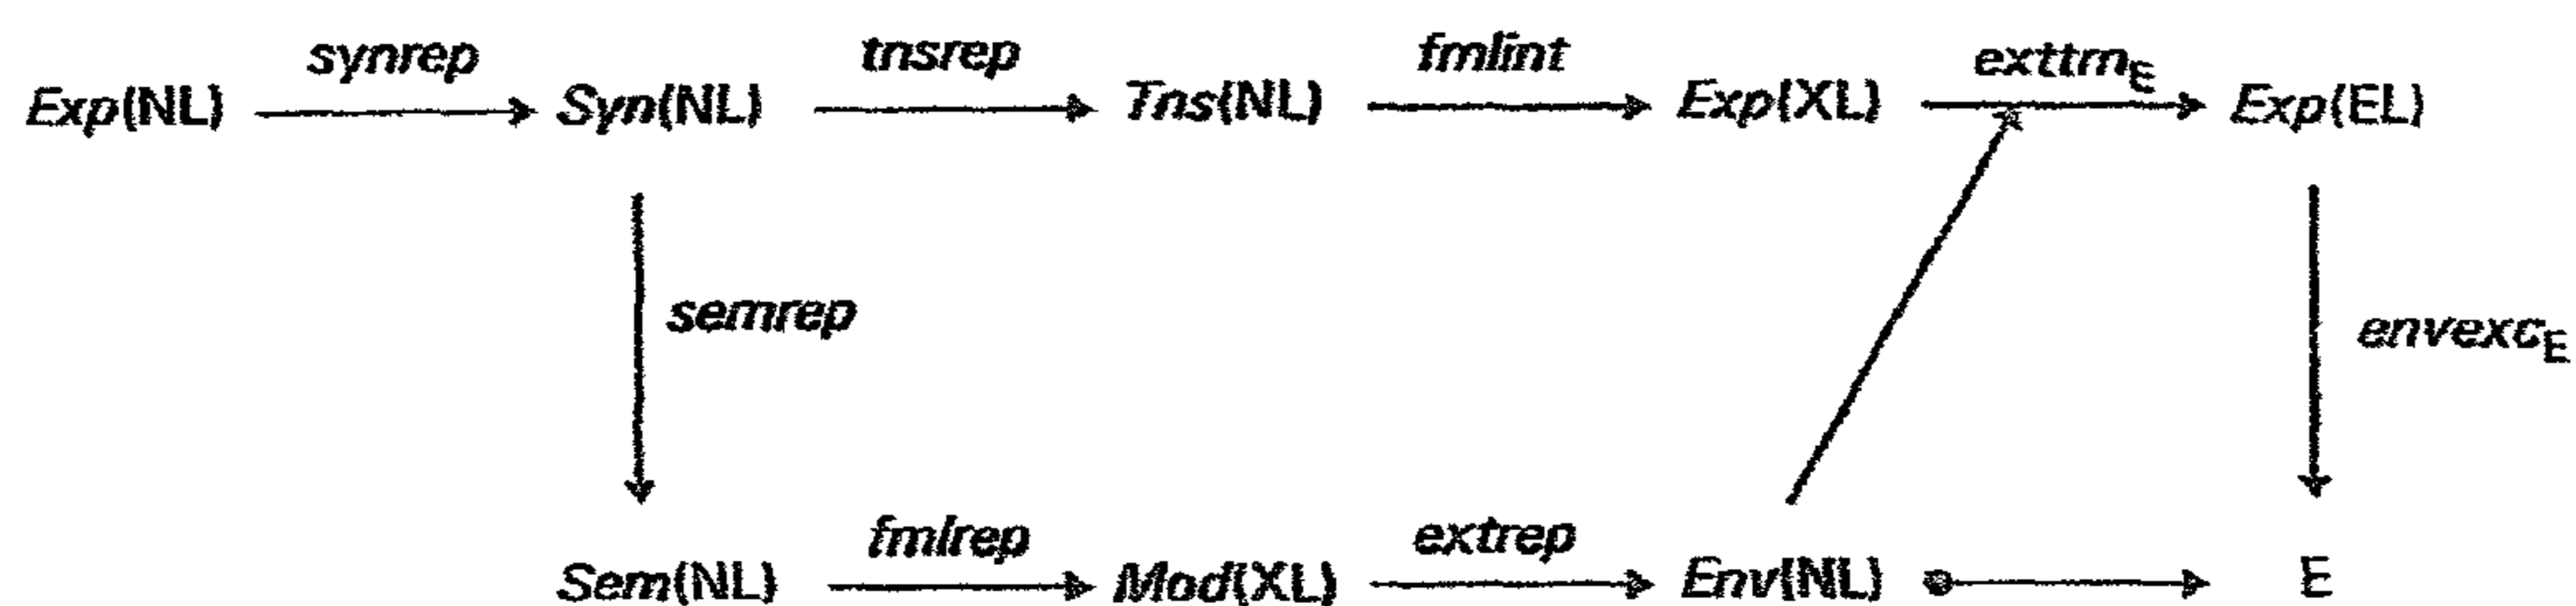 synrep tnsrep fmlint exttrn_E
Exp(NL) Syn(NL) Tns(NL) Exp(XL) Exp(EL)
semrep envexc_E
fmlrep extrep
Sem(NL) Mod(XL) Env(NL) E